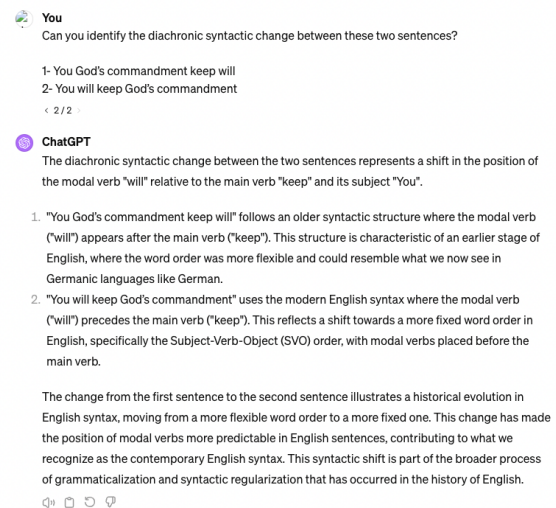 You
Can you identify the diachronic syntactic change between these two sentences?
1- You God's commandment keep will
2- You will keep God's commandment
< 2 / 2 >
ChatGPT
The diachronic syntactic change between the two sentences represents a shift in the position of
the modal verb "will" relative to the main verb "keep" and its subject "You".
1. "You God's commandment keep will" follows an older syntactic structure where the modal verb
("will") appears after the main verb ("keep"). This structure is characteristic of an earlier stage of
English, where the word order was more flexible and could resemble what we now see in
Germanic languages like German.
2. "You will keep God's commandment" uses the modern English syntax where the modal verb
("will") precedes the main verb ("keep"). This reflects a shift towards a more fixed word order in
English, specifically the Subject-Verb-Object (SVO) order, with modal verbs placed before the
main verb.
The change from the first sentence to the second sentence illustrates a historical evolution in
English syntax, moving from a more flexible word order to a more fixed one. This change has made
the position of modal verbs more predictable in English sentences, contributing to what we
recognize as the contemporary English syntax. This syntactic shift is part of the broader process
of grammaticalization and syntactic regularization that has occurred in the history of English.